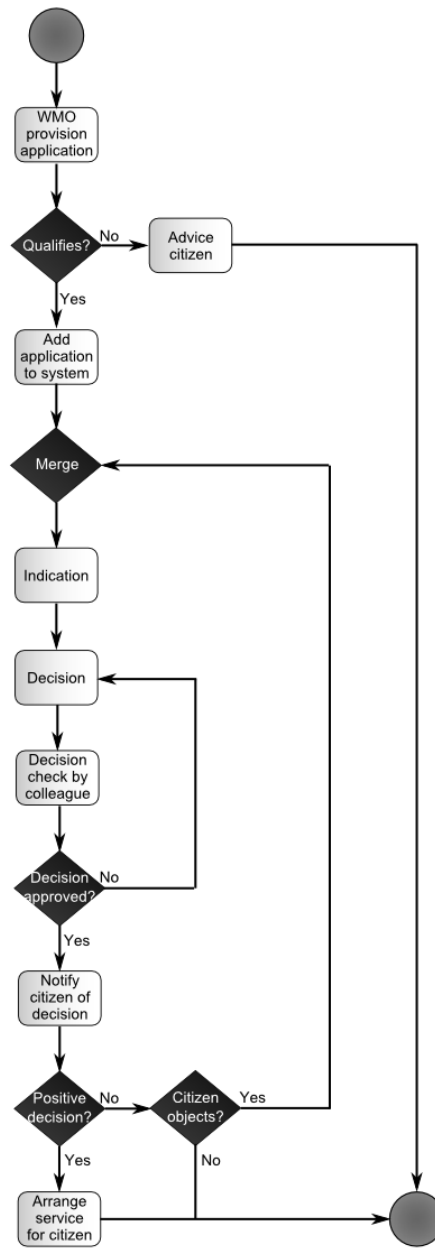 WMO
provision
application
Qualifies?
No
Advice
citizen
Yes
Add
application
to system
Merge
Indication
Decision
Decision
check by
colleague
Decision
approved?
No
Yes
Notify
citizen of
decision
Positive
decision?
No
Citizen
objects?
Yes
Yes
No
Arrange
service
for citizen